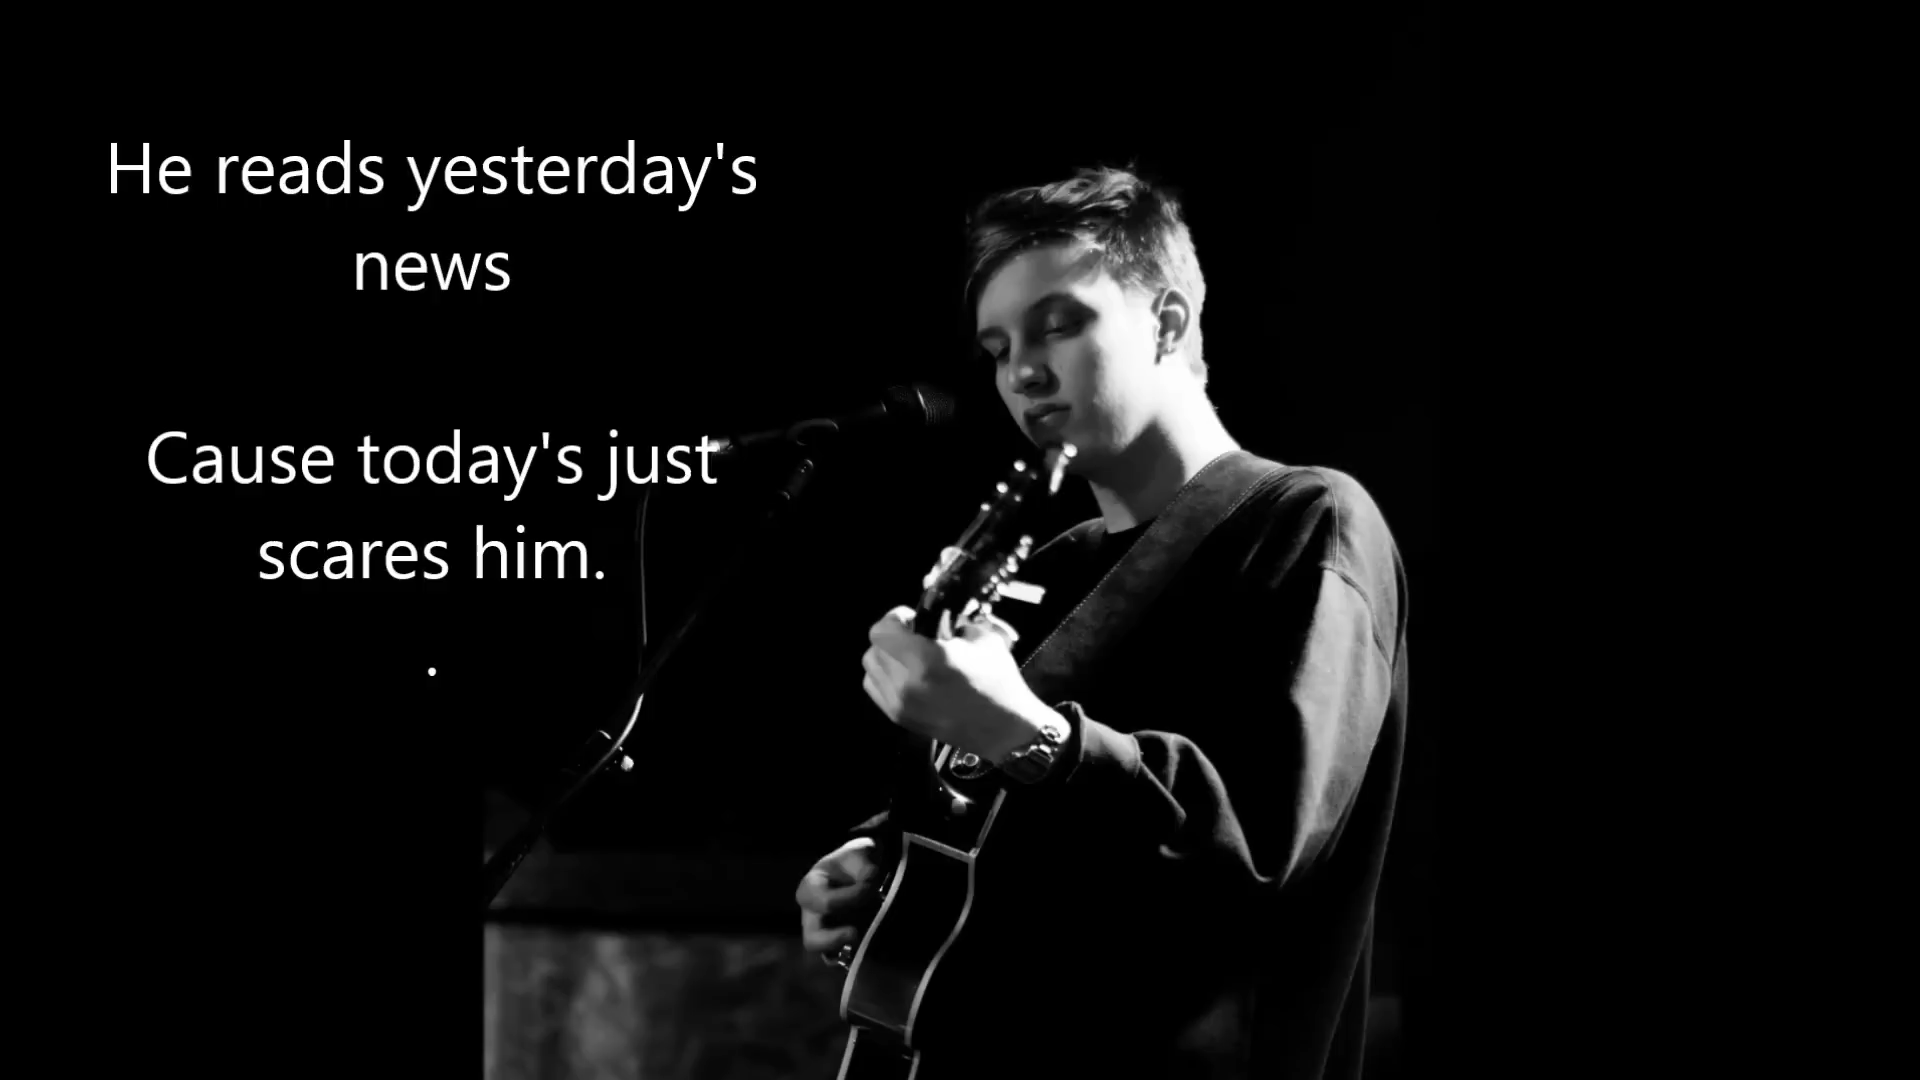 He reads yesterday's
news
Cause today's just
scares him.
.